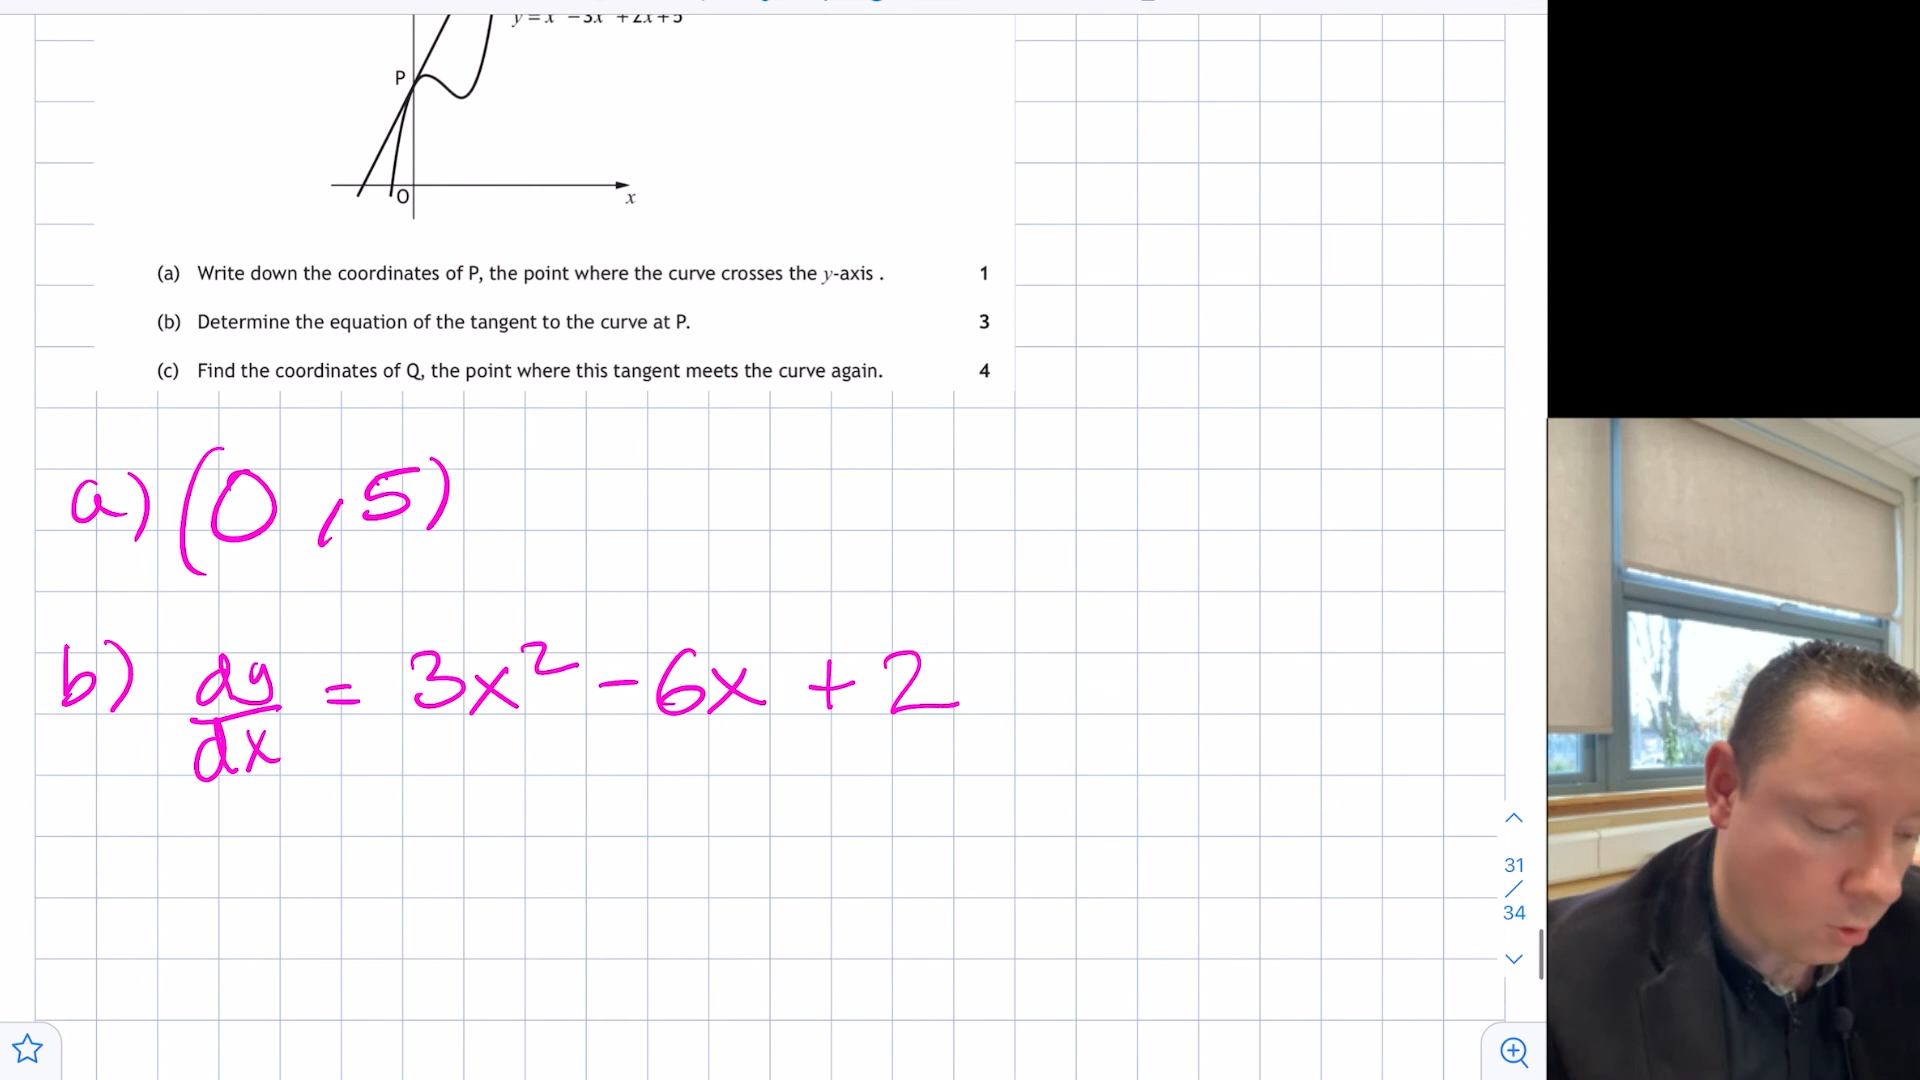 P
O
x
(a) Write down the coordinates of P, the point where the curve crosses the y-axis . 1
(b) Determine the equation of the tangent to the curve at P. 3
(c) Find the coordinates of Q, the point where this tangent meets the curve again. 4
a) (0 , 5)
b) dy/dx = 3x² - 6x + 2
31
/
34